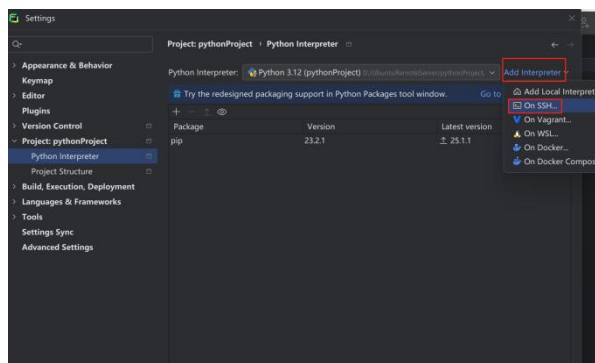 Settings
Project: pythonProject › Python Interpreter
Appearance & Behavior
Keymap
Editor
Plugins
Version Control
Project: pythonProject
Python Interpreter
Project Structure
Build, Execution, Deployment
Languages & Frameworks
Tools
Settings Sync
Advanced Settings
Python Interpreter: Python 3.12 (pythonProject) D:\UbuntuRemoteServer\pythonProject\ Add Interpreter
Try the redesigned packaging support in Python Packages tool window. Go to
Package Version Latest version
pip 23.2.1 25.1.1
Add Local Interpret
On SSH...
On Vagrant...
On WSL...
On Docker...
On Docker Compos